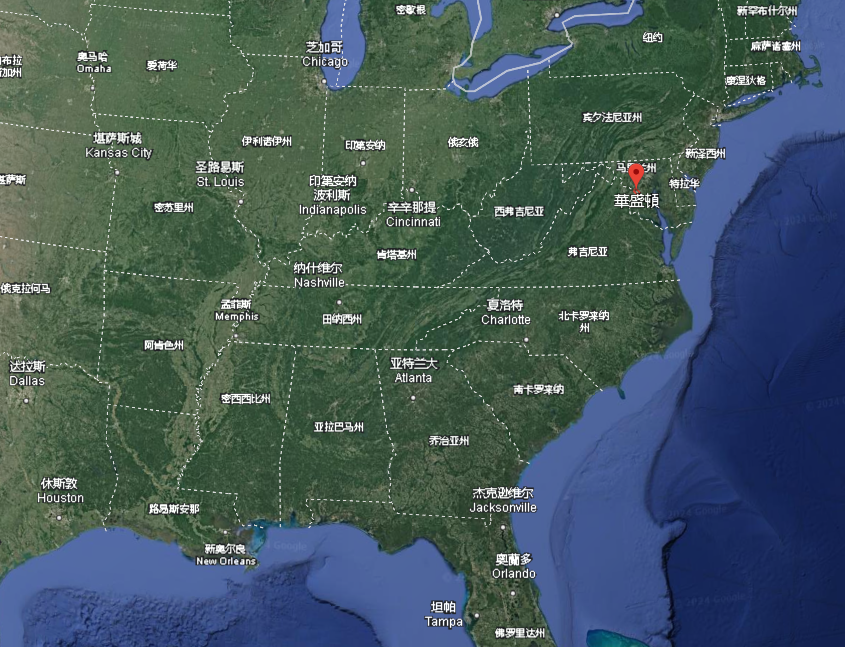 密歇根
新罕布什尔州
纽约
麻萨诸塞州
芝加哥
Chicago
奥马哈
Omaha
爱荷华
康涅狄格
宾夕法尼亚州
堪萨斯城
Kansas City
伊利诺伊州
印第安纳
俄亥俄
新泽西州
圣路易斯
St. Louis
特拉华
印第安纳
波利斯
Indianapolis
華盛頓
密苏里州
辛辛那提
Cincinnati
西弗吉尼亚
弗吉尼亚
肯塔基州
纳什维尔
Nashville
俄克拉何马
孟菲斯
Memphis
田纳西州
夏洛特
Charlotte
北卡罗来纳
州
阿肯色州
达拉斯
Dallas
亚特兰大
Atlanta
南卡罗来纳
密西西比州
亚拉巴马州
乔治亚州
休斯敦
Houston
杰克逊维尔
Jacksonville
路易斯安那
新奥尔良
New Orleans
奧蘭多
Orlando
坦帕
Tampa
佛罗里达州